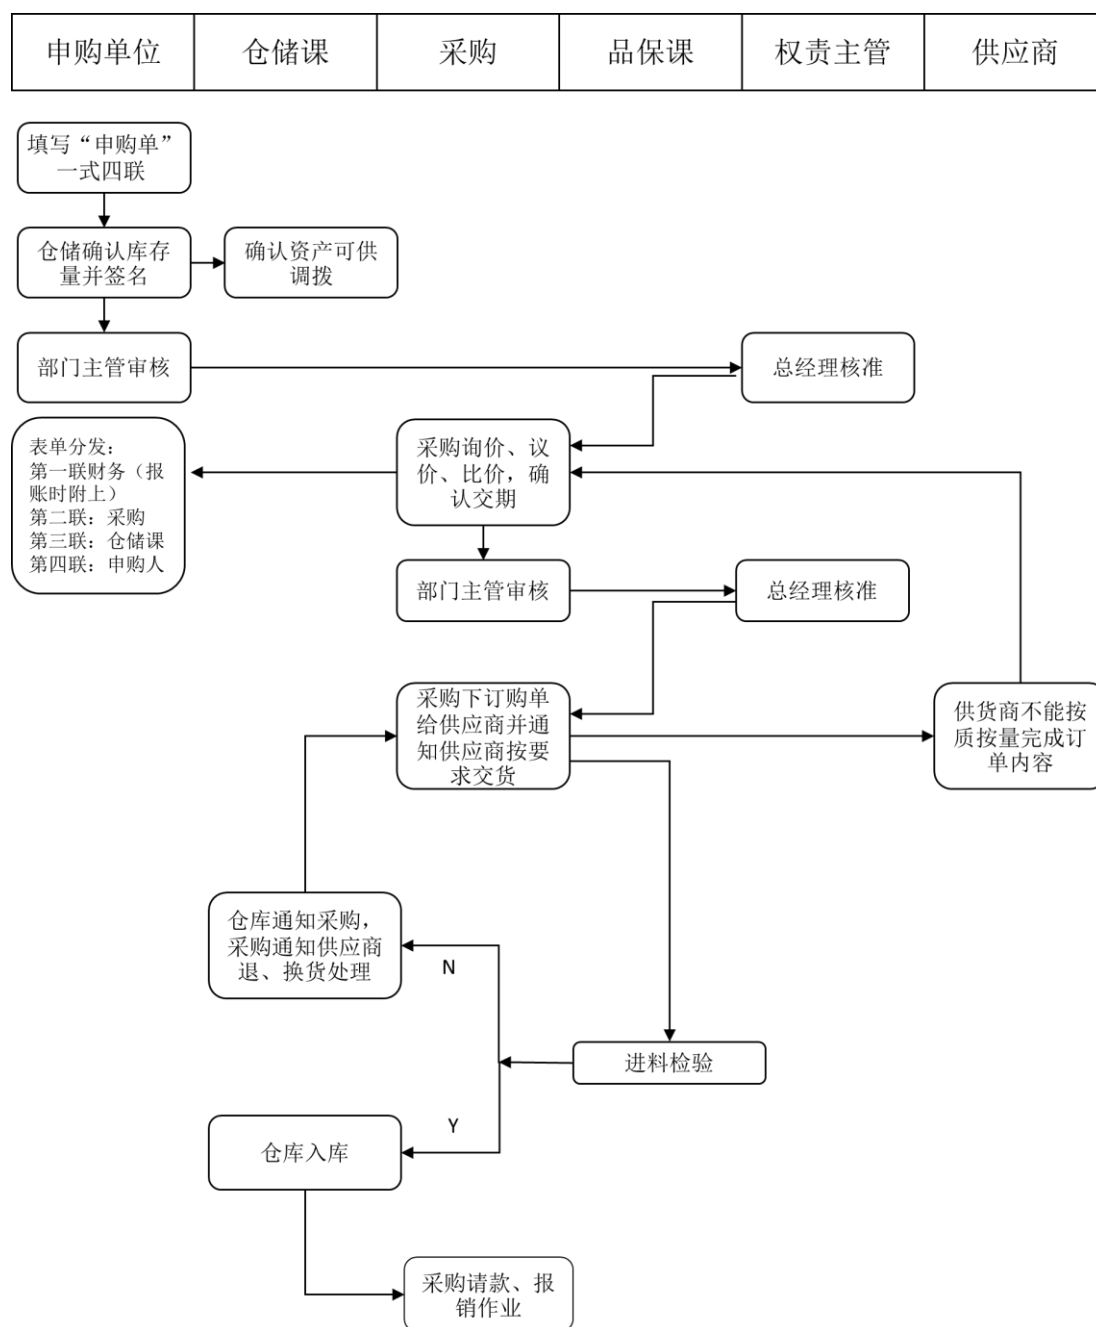 申购单位 仓储课 采购 品保课 权责主管 供应商
填写“申购单”
一式四联
仓储确认库存
量并签名
确认资产可供
调拨
部门主管审核
总经理核准
表单分发：
第一联财务（报
账时附上）
第二联：采购
第三联：仓储课
第四联：申购人
采购询价、议
价、比价，确
认交期
部门主管审核
总经理核准
采购下订购单
给供应商并通
知供应商按要
求交货
供货商不能按
质按量完成订
单内容
仓库通知采购，
采购通知供应商
退、换货处理
N
进料检验
Y
仓库入库
采购请款、报
销作业